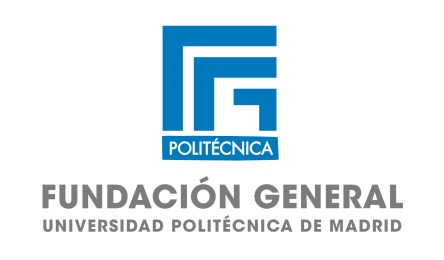 POLITÉCNICA
FUNDACIÓN GENERAL
UNIVERSIDAD POLITÉCNICA DE MADRID